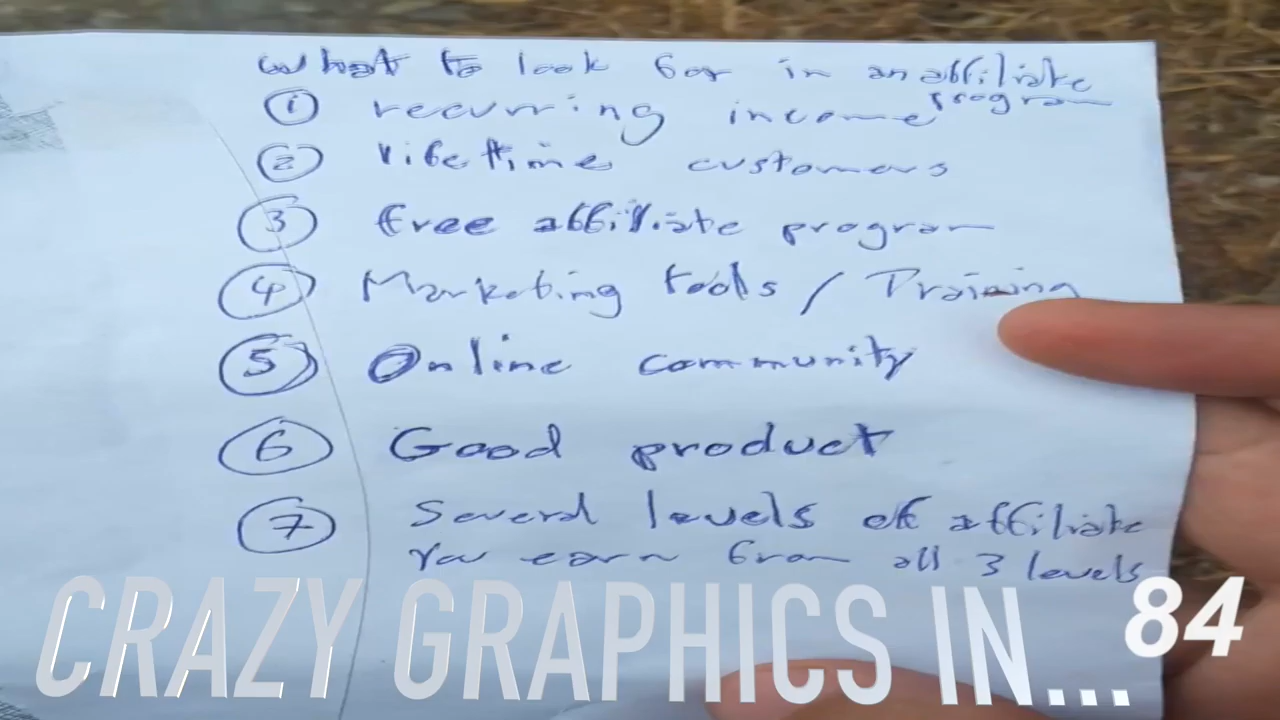 What to look for in an affiliate program
① recurring income
② lifetime customers
③ free affiliate program
④ Marketing tools / Training
⑤ Online community
⑥ Good product
⑦ Several levels of affiliate
You earn from all 3 levels
CRAZY GRAPHICS IN... 84